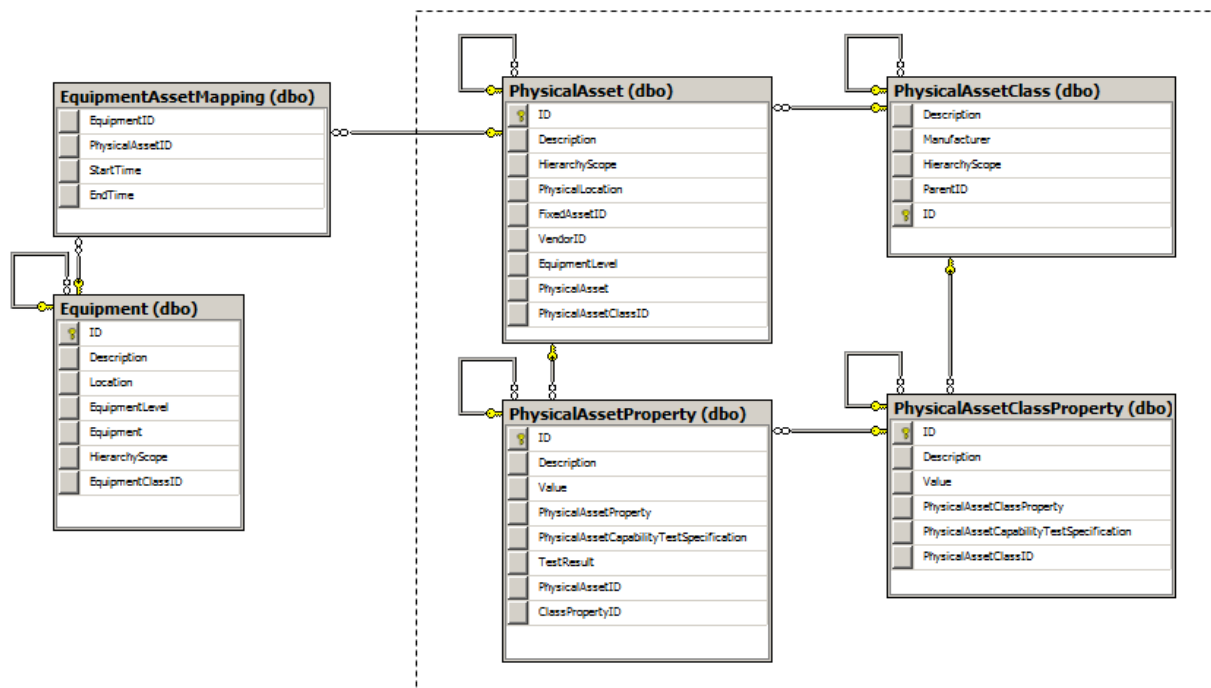 EquipmentAssetMapping (dbo)
EquipmentID
PhysicalAssetID
StartTime
EndTime
Equipment (dbo)
ID
Description
Location
EquipmentLevel
Equipment
HierarchyScope
EquipmentClassID
PhysicalAsset (dbo)
ID
Description
HierarchyScope
PhysicalLocation
FixedAssetID
VendorID
EquipmentLevel
PhysicalAsset
PhysicalAssetClassID
PhysicalAssetClass (dbo)
Description
Manufacturer
HierarchyScope
ParentID
ID
PhysicalAssetProperty (dbo)
ID
Description
Value
PhysicalAssetProperty
PhysicalAssetCapabilityTestSpecification
TestResult
PhysicalAssetID
ClassPropertyID
PhysicalAssetClassProperty (dbo)
ID
Description
Value
PhysicalAssetClassProperty
PhysicalAssetCapabilityTestSpecification
PhysicalAssetClassID